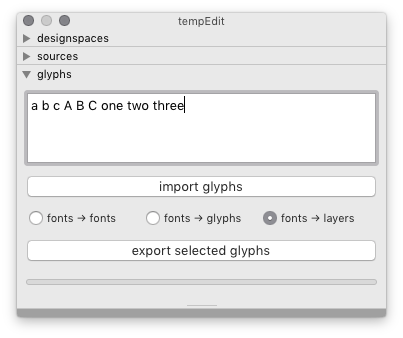 tempEdit
designspaces
sources
glyphs
a b c A B C one two three
import glyphs
fonts → fonts fonts → glyphs fonts → layers
export selected glyphs